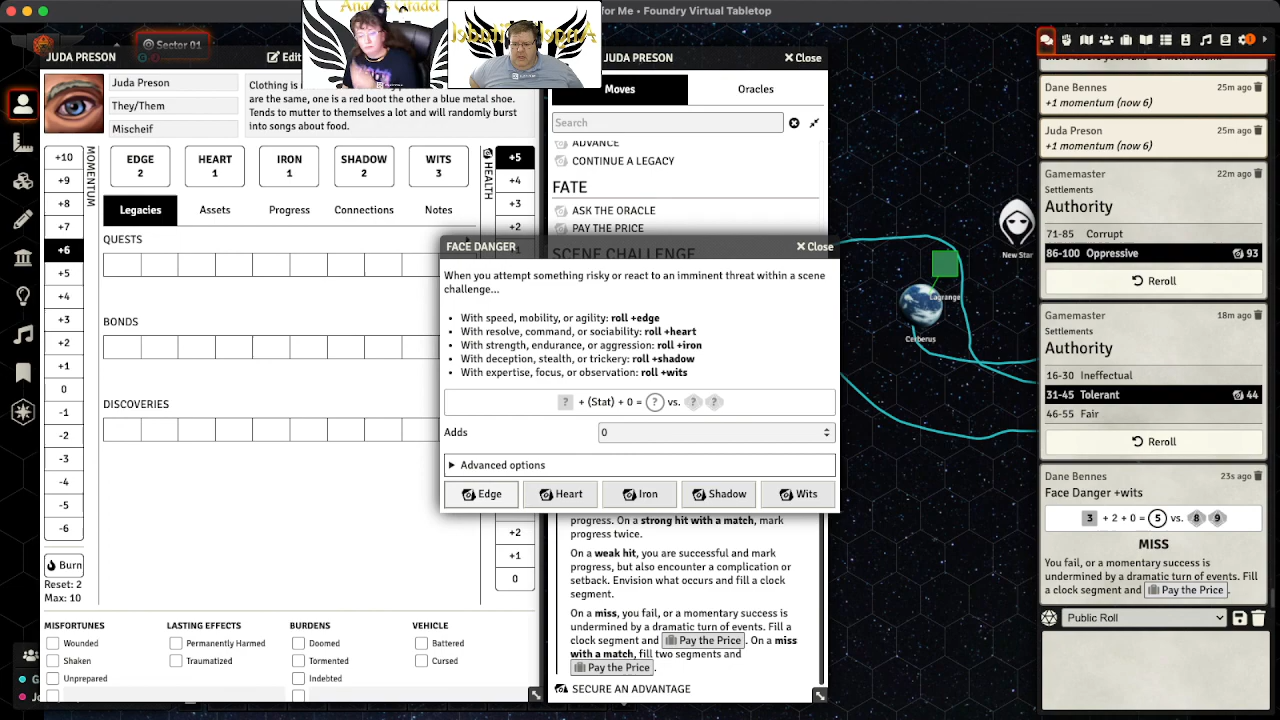 for Me • Foundry Virtual Tabletop
Sector 01
JUDA PRESON
Edit
Juda Preson
They/Them
Mischeif
Clothing is
are the same, one is a red boot the other a blue metal shoe.
Tends to mutter to themselves a lot and will randomly burst
into songs about food.
+10
+9
+8
+7
+6
+5
+4
+3
+2
+1
0
-1
-2
-3
-4
-5
-6
MOMENTUM
Burn
Reset: 2
Max: 10
EDGE
2
HEART
1
IRON
1
SHADOW
2
WITS
3
Legacies
Assets
Progress
Connections
Notes
QUESTS
BONDS
DISCOVERIES
HEALTH
+5
+4
+3
+2
+1
+2
+1
0
MISFORTUNES
Wounded
Shaken
Unprepared
LASTING EFFECTS
Permanently Harmed
Traumatized
BURDENS
Doomed
Tormented
Indebted
VEHICLE
Battered
Cursed
JUDA PRESON
Close
Moves
Oracles
Search
ADVANCE
CONTINUE A LEGACY
FATE
ASK THE ORACLE
PAY THE PRICE
SCENE CHALLENGE
FACE DANGER
Close
When you attempt something risky or react to an imminent threat within a scene
challenge...
• With speed, mobility, or agility: roll +edge
• With resolve, command, or sociability: roll +heart
• With strength, endurance, or aggression: roll +iron
• With deception, stealth, or trickery: roll +shadow
• With expertise, focus, or observation: roll +wits
? + (Stat) + 0 = ? vs. ? ?
Adds
0
Advanced options
Edge
Heart
Iron
Shadow
Wits
progress. On a strong hit with a match, mark
progress twice.
On a weak hit, you are successful and mark
progress, but also encounter a complication or
setback. Envision what occurs and fill a clock
segment.
On a miss, you fail, or a momentary success is
undermined by a dramatic turn of events. Fill a
clock segment and Pay the Price. On a miss
with a match, fill two segments and
Pay the Price.
SECURE AN ADVANTAGE
New Star
Lagrange
Cerberus
Dane Bennes
25m ago
+1 momentum (now 6)
Juda Preson
25m ago
+1 momentum (now 6)
Gamemaster
22m ago
Settlements
Authority
71-85 Corrupt
86-100 Oppressive 93
Reroll
Gamemaster
18m ago
Settlements
Authority
16-30 Ineffectual
31-45 Tolerant 44
46-55 Fair
Reroll
Dane Bennes
23s ago
Face Danger +wits
3 + 2 + 0 = 5 vs. 8 9
MISS
You fail, or a momentary success is
undermined by a dramatic turn of events. Fill
a clock segment and Pay the Price
Public Roll